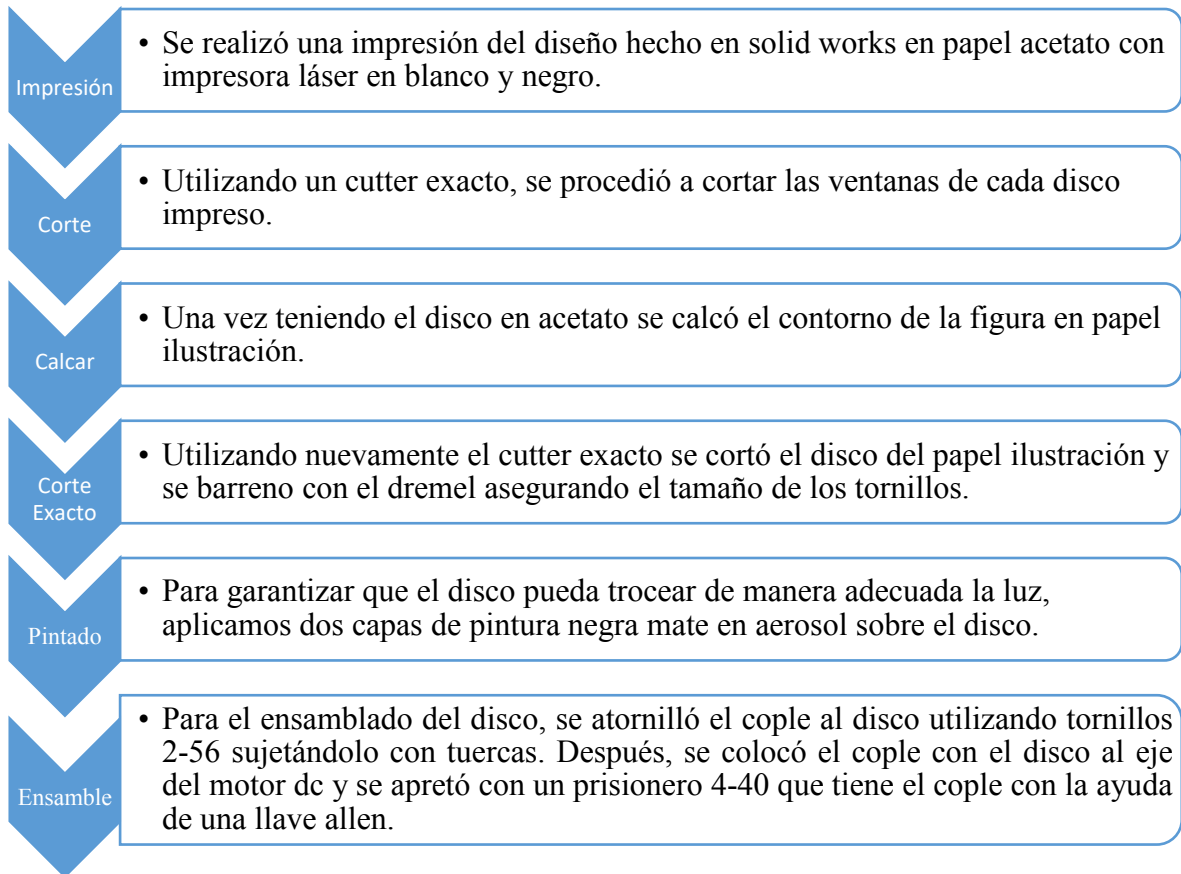 Impresión
• Se realizó una impresión del diseño hecho en solid works en papel acetato con
impresora láser en blanco y negro.
Corte
• Utilizando un cutter exacto, se procedió a cortar las ventanas de cada disco
impreso.
Calcar
• Una vez teniendo el disco en acetato se calcó el contorno de la figura en papel
ilustración.
Corte
Exacto
• Utilizando nuevamente el cutter exacto se cortó el disco del papel ilustración y
se barreno con el dremel asegurando el tamaño de los tornillos.
Pintado
• Para garantizar que el disco pueda trocear de manera adecuada la luz,
aplicamos dos capas de pintura negra mate en aerosol sobre el disco.
Ensamble
• Para el ensamblado del disco, se atornilló el cople al disco utilizando tornillos
2-56 sujetándolo con tuercas. Después, se colocó el cople con el disco al eje
del motor dc y se apretó con un prisionero 4-40 que tiene el cople con la ayuda
de una llave allen.